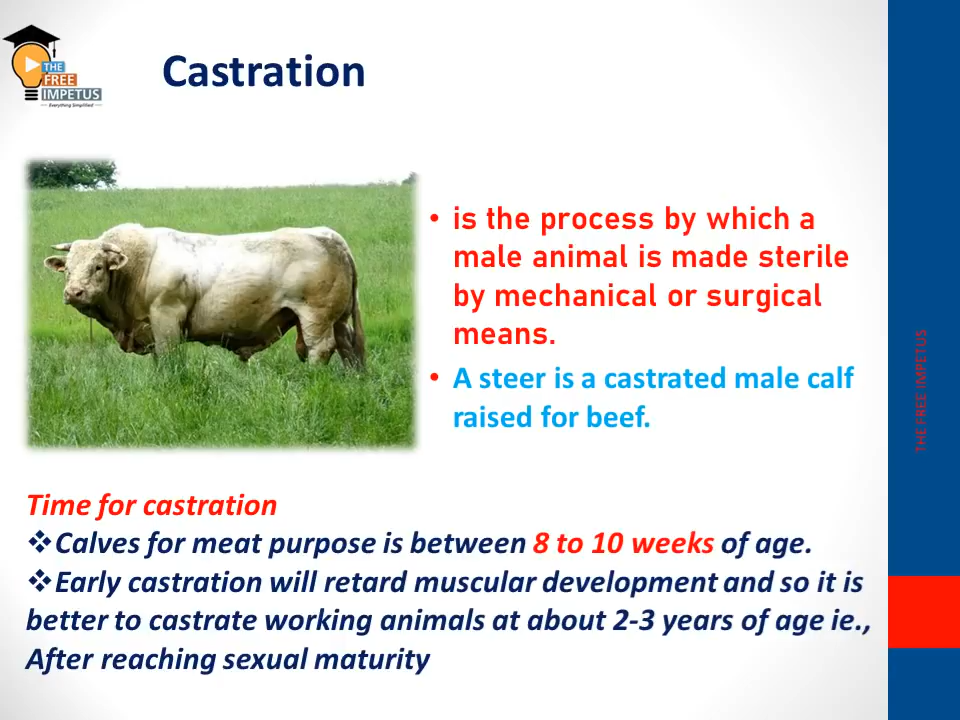 THE
FREE
IMPETUS
Everything Simplified
Castration
• is the process by which a
male animal is made sterile
by mechanical or surgical
means.
• A steer is a castrated male calf
raised for beef.
THE FREE IMPETUS
Time for castration
❖Calves for meat purpose is between 8 to 10 weeks of age.
❖Early castration will retard muscular development and so it is
better to castrate working animals at about 2-3 years of age ie.,
After reaching sexual maturity